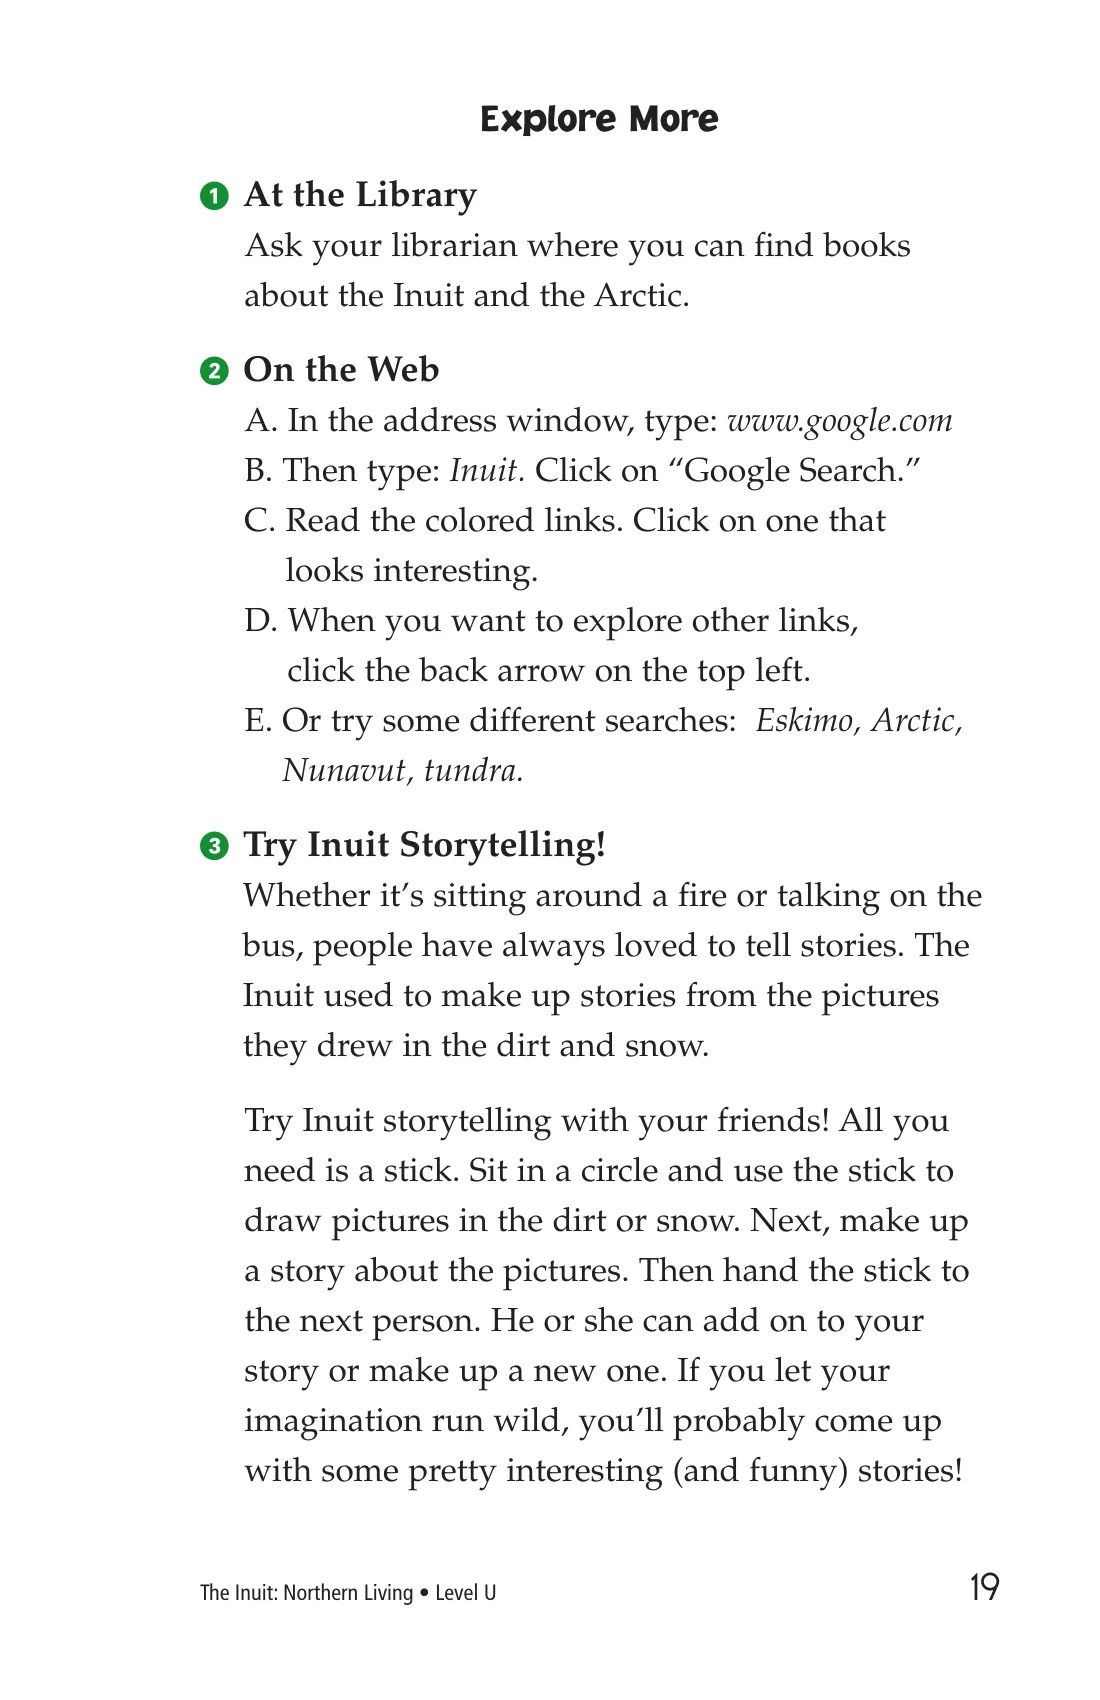 Explore More
1 At the Library
Ask your librarian where you can find books
about the Inuit and the Arctic.
2 On the Web
A. In the address window, type: www.google.com
B. Then type: Inuit. Click on “Google Search.”
C. Read the colored links. Click on one that
looks interesting.
D. When you want to explore other links,
click the back arrow on the top left.
E. Or try some different searches: Eskimo, Arctic,
Nunavut, tundra.
3 Try Inuit Storytelling!
Whether it’s sitting around a fire or talking on the
bus, people have always loved to tell stories. The
Inuit used to make up stories from the pictures
they drew in the dirt and snow.
Try Inuit storytelling with your friends! All you
need is a stick. Sit in a circle and use the stick to
draw pictures in the dirt or snow. Next, make up
a story about the pictures. Then hand the stick to
the next person. He or she can add on to your
story or make up a new one. If you let your
imagination run wild, you’ll probably come up
with some pretty interesting (and funny) stories!
The Inuit: Northern Living • Level U
19